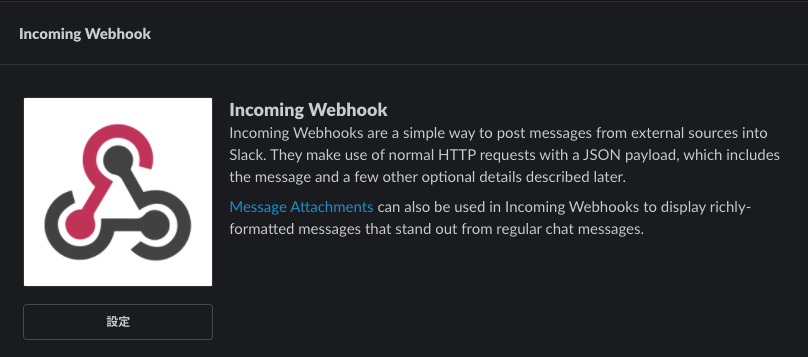 Incoming Webhook
Incoming Webhook
Incoming Webhooks are a simple way to post messages from external sources into
Slack. They make use of normal HTTP requests with a JSON payload, which includes
the message and a few other optional details described later.
Message Attachments can also be used in Incoming Webhooks to display richly-
formatted messages that stand out from regular chat messages.
設定